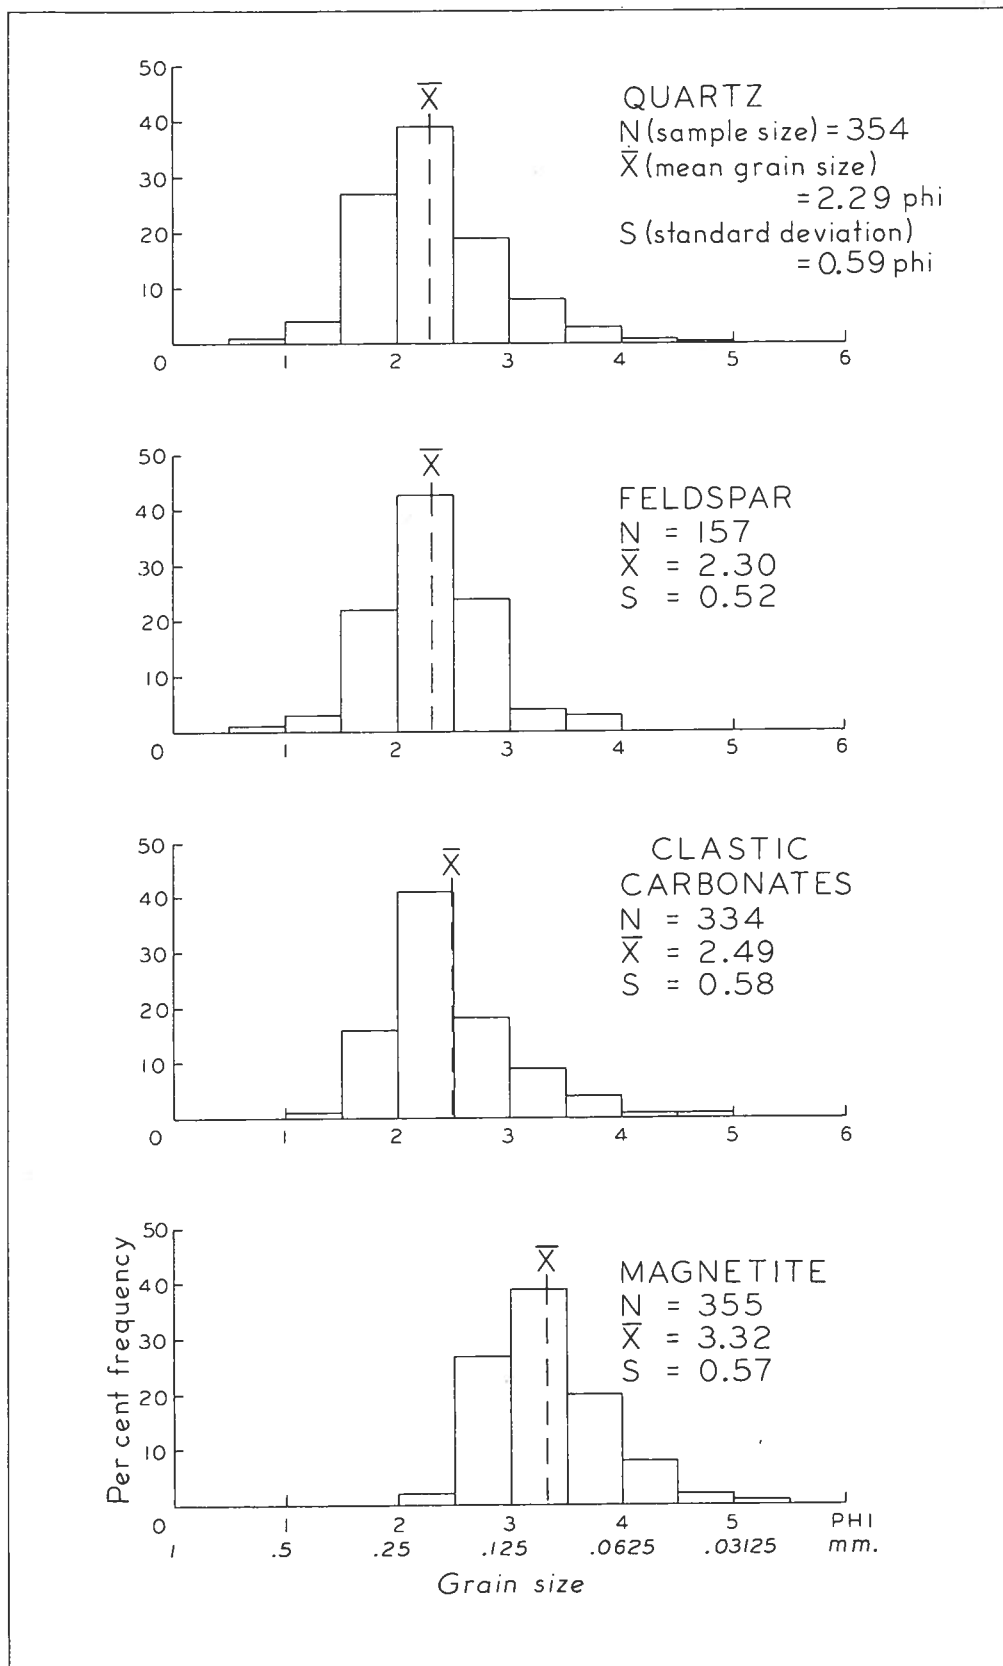 50
40
30
20
10
0
1
2
3
4
5
6
X̅
QUARTZ
N (sample size) = 354
X̅ (mean grain size)
= 2.29 phi
S (standard deviation)
= 0.59 phi
50
40
30
20
10
0
1
2
3
4
5
6
X̅
FELDSPAR
N = 157
X̅ = 2.30
S = 0.52
50
40
30
20
10
0
1
2
3
4
5
6
X̅
CLASTIC
CARBONATES
N = 334
X̅ = 2.49
S = 0.58
Per cent frequency
50
40
30
20
10
X̅
MAGNETITE
N = 355
X̅ = 3.32
S = 0.57
0 1 2 3 4 5 PHI
1 .5 .25 .125 .0625 .03125 mm.
Grain size